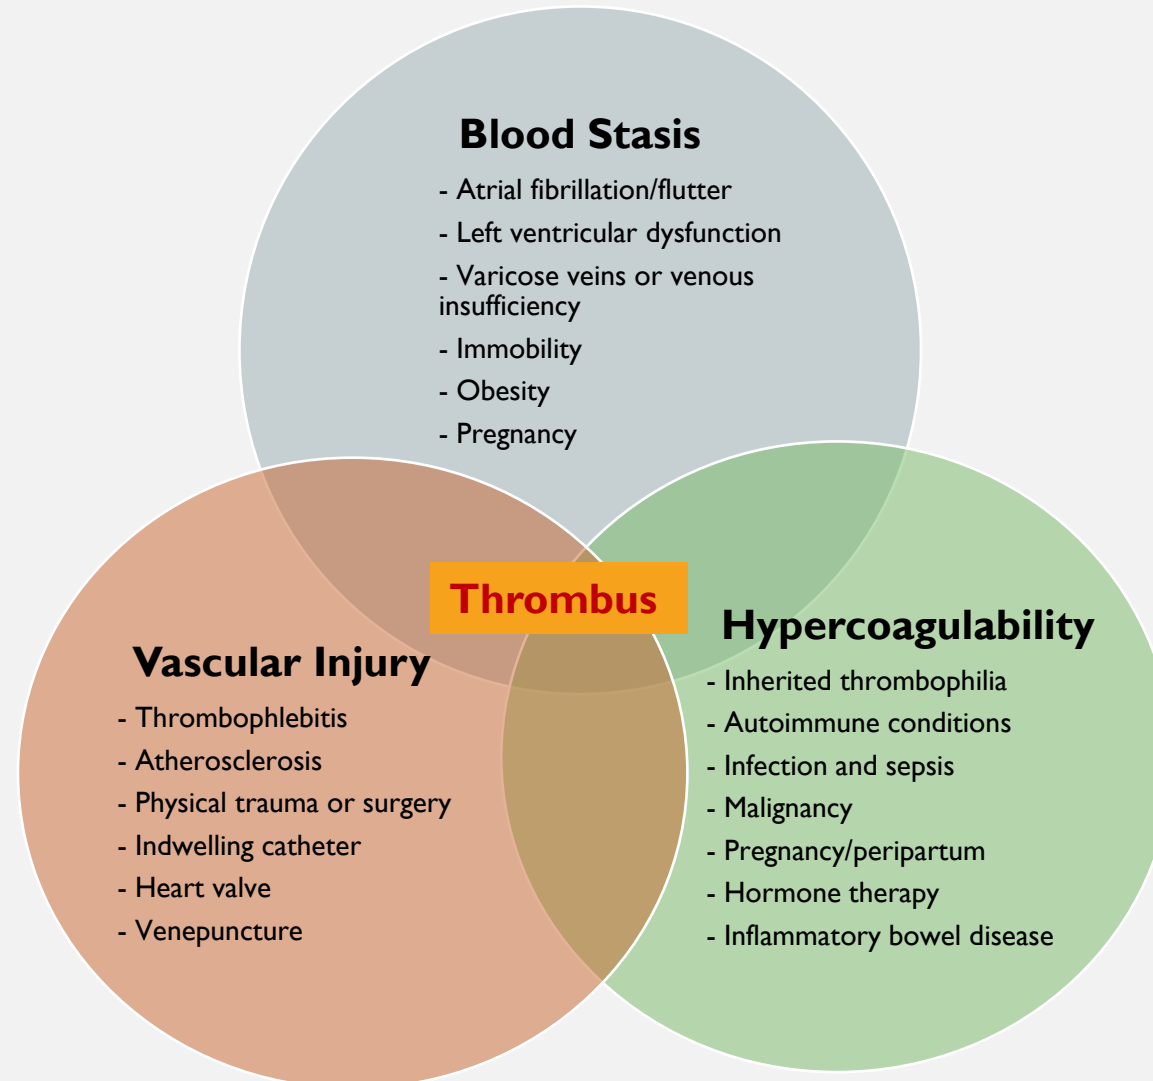 Blood Stasis
- Atrial fibrillation/flutter
- Left ventricular dysfunction
- Varicose veins or venous
insufficiency
- Immobility
- Obesity
- Pregnancy
Thrombus
Vascular Injury
- Thrombophlebitis
- Atherosclerosis
- Physical trauma or surgery
- Indwelling catheter
- Heart valve
- Venepuncture
Hypercoagulability
- Inherited thrombophilia
- Autoimmune conditions
- Infection and sepsis
- Malignancy
- Pregnancy/peripartum
- Hormone therapy
- Inflammatory bowel disease